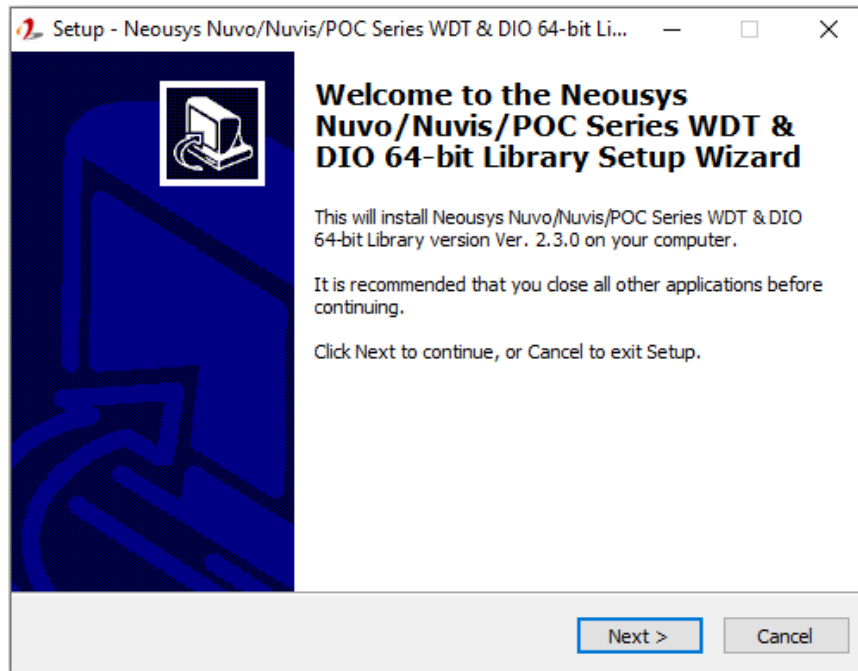 Setup - Neousys Nuvo/Nuvis/POC Series WDT & DIO 64-bit Li...
Welcome to the Neousys
Nuvo/Nuvis/POC Series WDT &
DIO 64-bit Library Setup Wizard
This will install Neousys Nuvo/Nuvis/POC Series WDT & DIO
64-bit Library version Ver. 2.3.0 on your computer.
It is recommended that you close all other applications before
continuing.
Click Next to continue, or Cancel to exit Setup.
Next >
Cancel